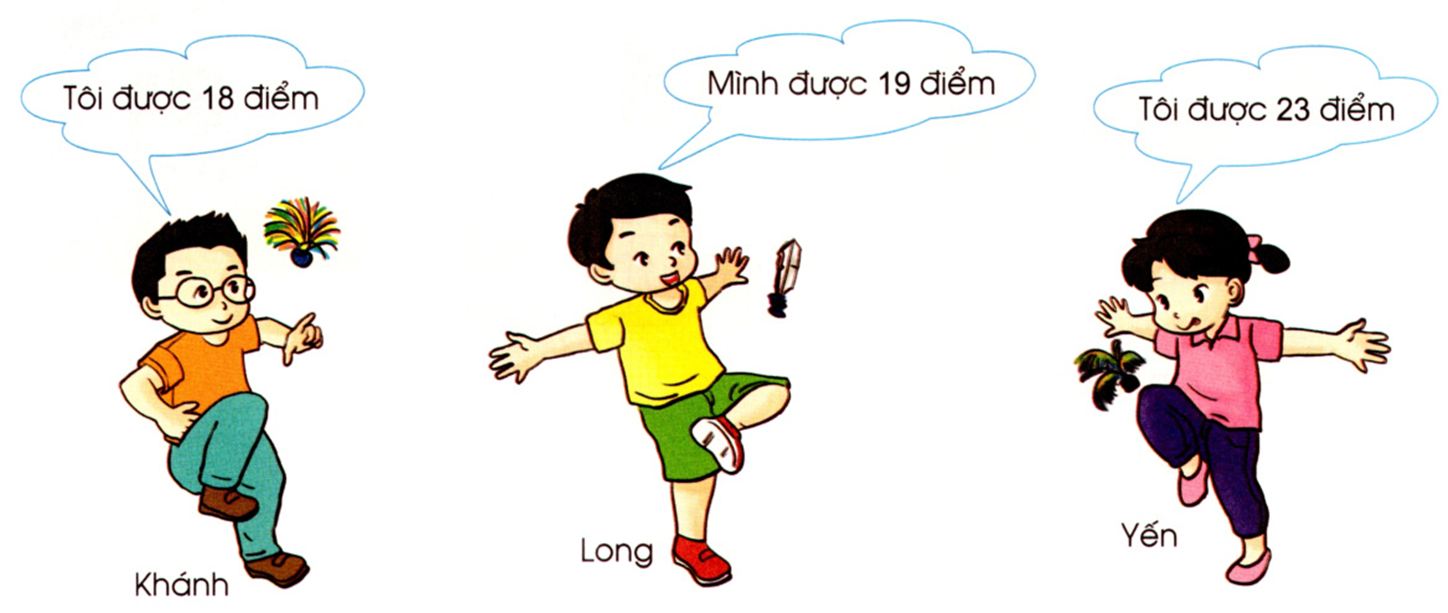 Tôi được 18 điểm
Mình được 19 điểm
Tôi được 23 điểm
Khánh
Long
Yến